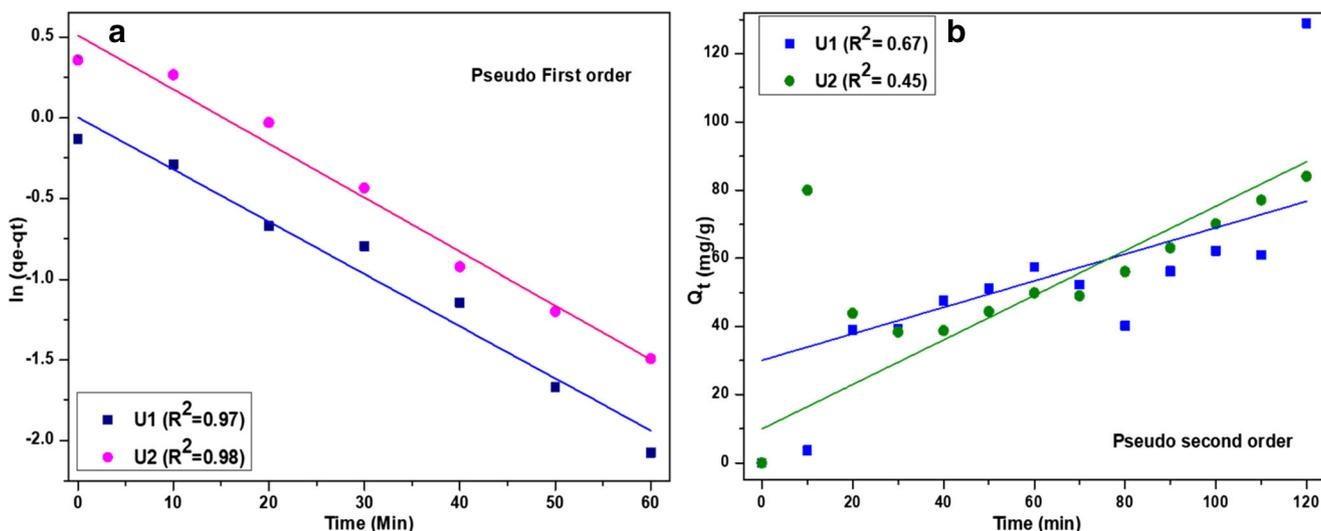 a
Pseudo First order
0.5
0.0
-0.5
-1.0
-1.5
-2.0
ln (qe-qt)
U1 (R²=0.97)
U2 (R²=0.98)
0 10 20 30 40 50 60
Time (Min)
b
U1 (R²= 0.67)
U2 (R²= 0.45)
120
100
80
60
40
20
0
Qt (mg/g)
Pseudo second order
0 20 40 60 80 100 120
Time (min)